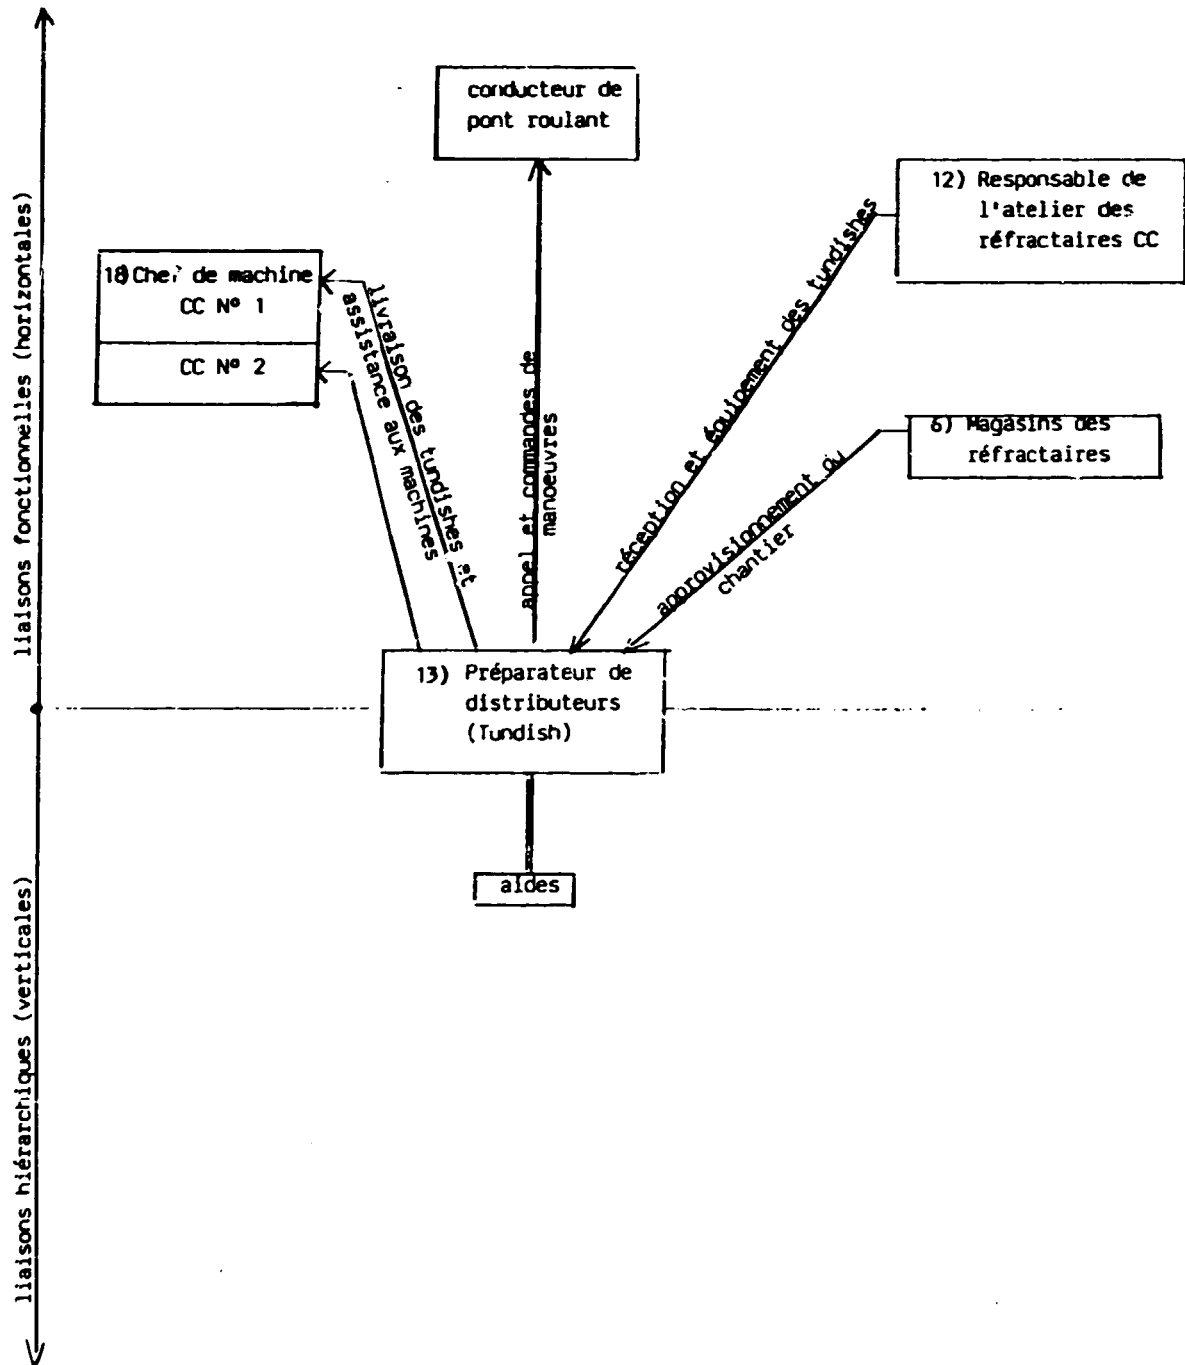 conducteur de
pont roulant
12) Responsable de
l'atelier des
réfractaires CC
18) Chef de machine
CC Nº 1
CC Nº 2
6) Magasins des
réfractaires
livraison des tundishes et
assistance aux machines
appel et commandes de
manoeuvres
réception et équipement des tundishes
approvisionnement du
chantier
13) Préparateur de
distributeurs
(Tundish)
aides
liaisons fonctionnelles (horizontales)
liaisons hiérarchiques (verticales)